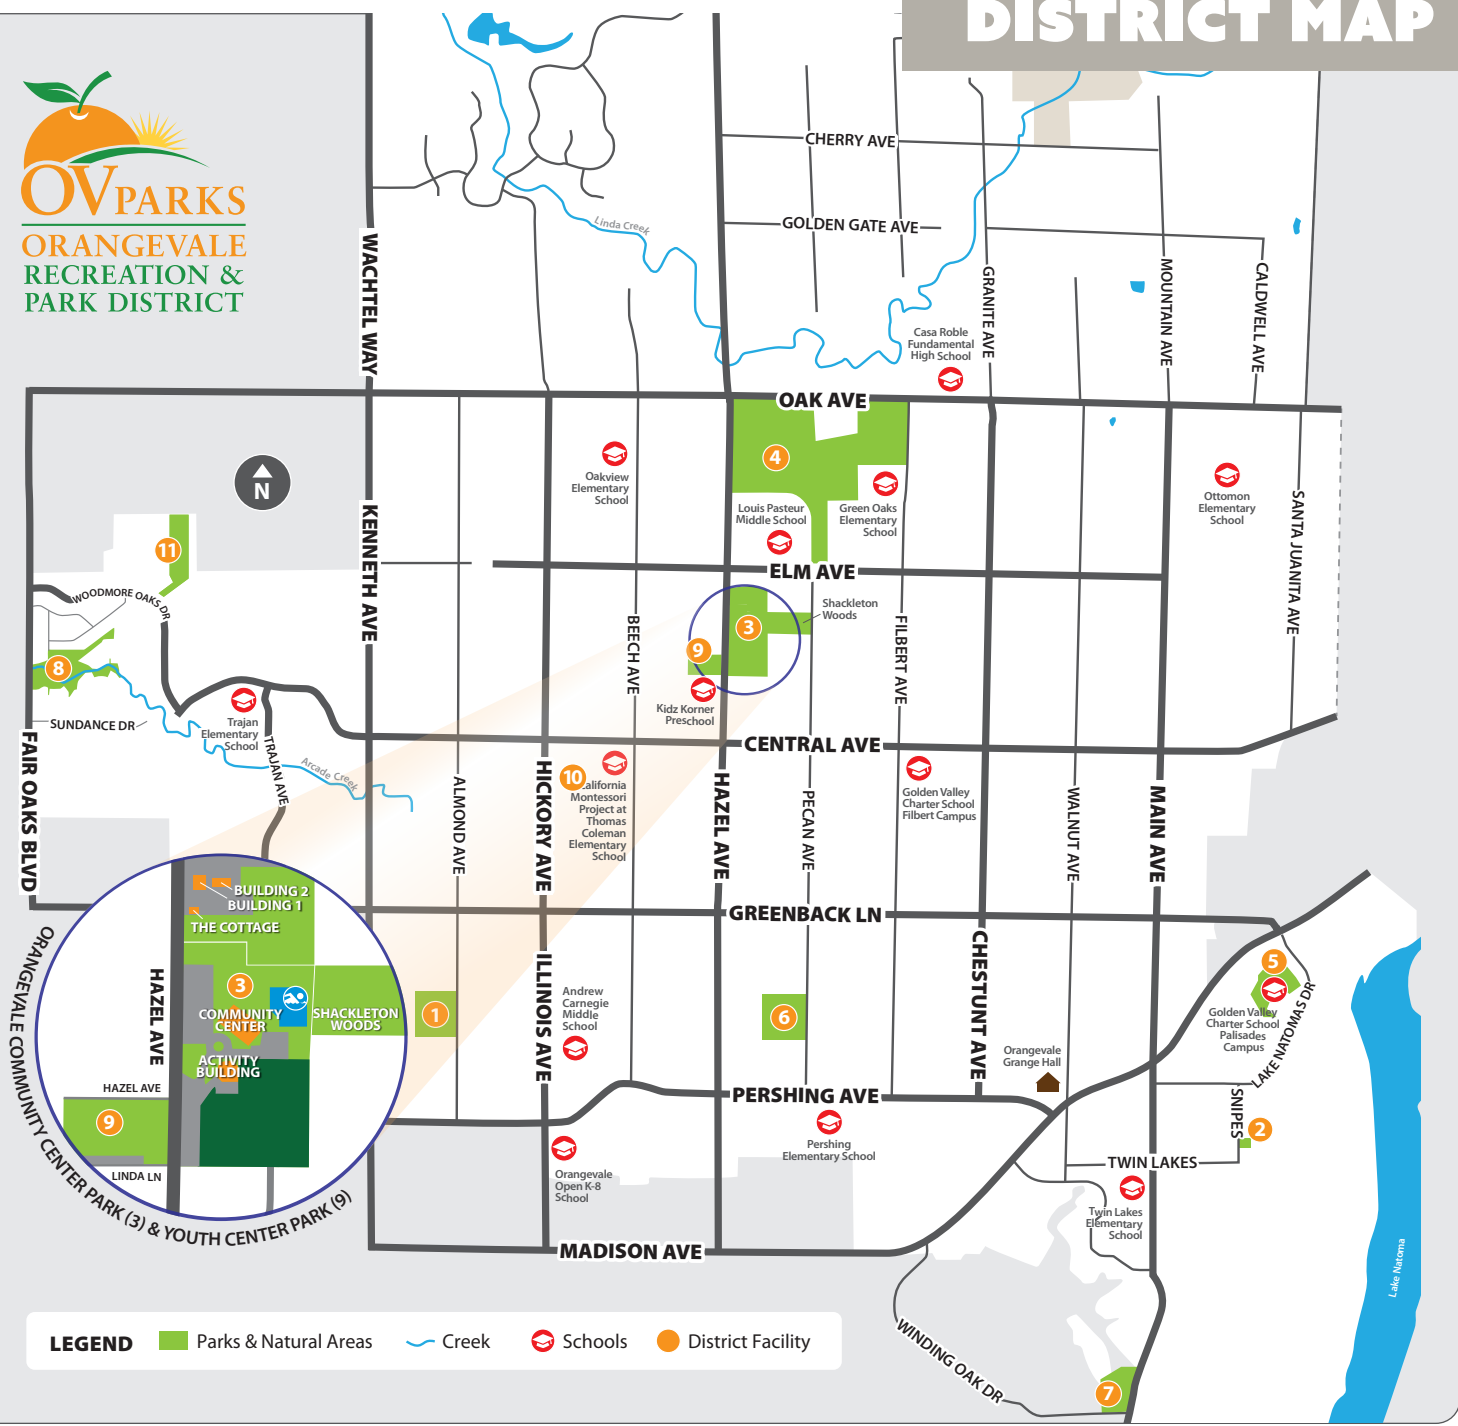 DISTRICT MAP
OV PARKS
ORANGEVALE
RECREATION &
PARK DISTRICT
CHERRY AVE
GOLDEN GATE AVE
Linda Creek
WACHTEL WAY
GRANITE AVE
MOUNTAIN AVE
CALDWELL AVE
Casa Roble
Fundamental
High School
OAK AVE
4
N
Oakview
Elementary
School
Louis Pasteur
Middle School
Green Oaks
Elementary
School
Ottomon
Elementary
School
SANTA JUANITA AVE
KENNETH AVE
11
ELM AVE
WOODMORE OAKS DR
Shackleton
Woods
3
9
8
BEECH AVE
FILBERT AVE
Kidz Korner
Preschool
SUNDANCE DR
Trajan
Elementary
School
TRAJAN AVE
Arcade Creek
CENTRAL AVE
FAIR OAKS BLVD
ALMOND AVE
HICKORY AVE
10
alifornia
Montessori
Project at
Thomas
Coleman
Elementary
School
HAZEL AVE
PECAN AVE
Golden Valley
Charter School
Filbert Campus
WALNUT AVE
MAIN AVE
GREENBACK LN
BUILDING 2
BUILDING 1
THE COTTAGE
HAZEL AVE
3
COMMUNITY
CENTER
SHACKLETON
WOODS
ACTIVITY
BUILDING
HAZEL AVE
9
LINDA LN
ORANGEVALE COMMUNITY CENTER PARK (3) & YOUTH CENTER PARK (9)
1
ILLINOIS AVE
Andrew
Carnegie
Middle
School
6
CHESTUNT AVE
Orangevale
Grange Hall
5
Golden Valley
Charter School
Palisades
Campus
LAKE NATOMAS DR
SNIPES
2
PERSHING AVE
Pershing
Elementary School
TWIN LAKES
Twin Lakes
Elementary
School
Orangevale
Open K-8
School
MADISON AVE
Lake Natoma
WINDING OAK DR
7
LEGEND
Parks & Natural Areas
Creek
Schools
District Facility